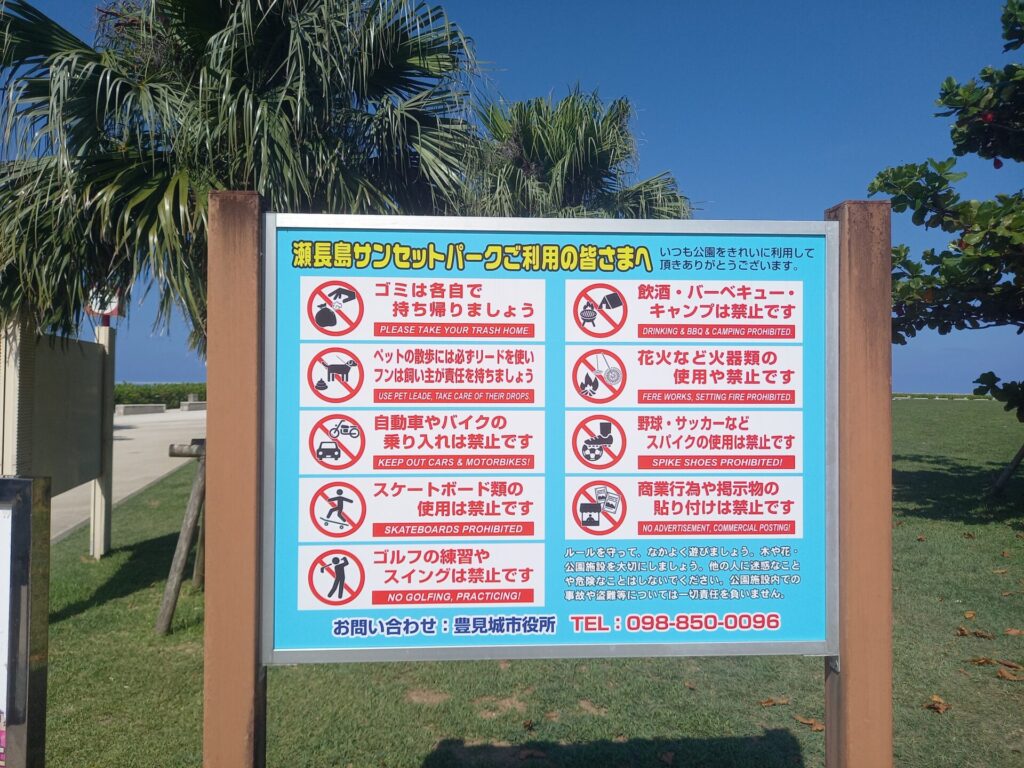 瀬長島サンセットパークご利用の皆さまへ
いつも公園をきれいに利用して
頂きありがとうございます。
ゴミは各自で
持ち帰りましょう
PLEASE TAKE YOUR TRASH HOME.
ペットの散歩には必ずリードを使い
フンは飼い主が責任を持ちましょう
USE PET LEADE, TAKE CARE OF THEIR DROPS.
自動車やバイクの
乗り入れは禁止です
KEEP OUT CARS & MOTORBIKES!
スケートボード類の
使用は禁止です
SKATEBOARDS PROHIBITED
ゴルフの練習や
スイングは禁止です
NO GOLFING, PRACTICING!
飲酒・バーベキュー・
キャンプは禁止です
DRINKING & BBQ & CAMPING PROHIBITED.
花火など火器類の
使用や禁止です
FERE WORKS, SETTING FIRE PROHIBITED.
野球・サッカーなど
スパイクの使用は禁止です
SPIKE SHOES PROHIBITED!
商業行為や掲示物の
貼り付けは禁止です
NO ADVERTISEMENT, COMMERCIAL POSTING!
ルールを守って、なかよく遊びましょう。木や花・
公園施設を大切にしましょう。他の人に迷惑なこと
や危険なことはしないでください。公園施設内での
事故や盗難等については一切責任を負いません。
お問い合わせ：豊見城市役所 TEL：098-850-0096